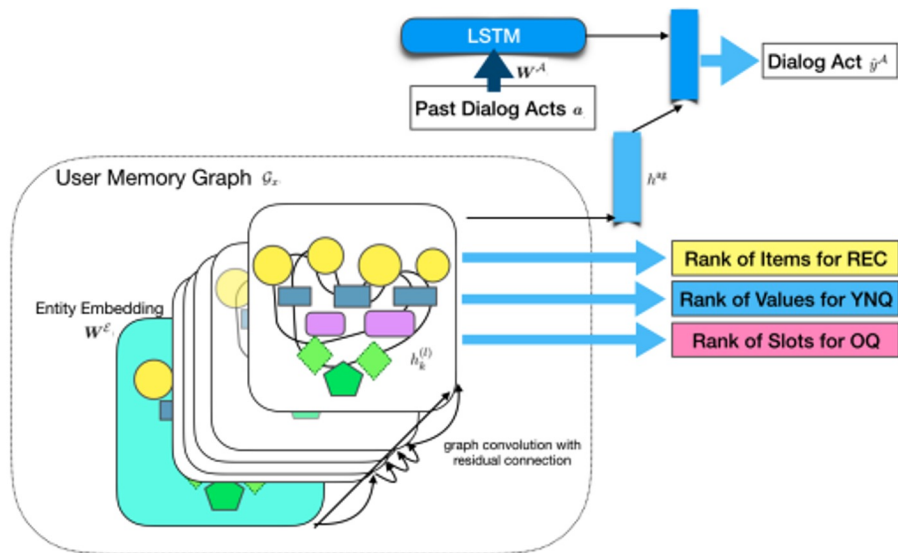 LSTM
W^A
Past Dialog Acts a
Dialog Act ŷ^A
h^ag
User Memory Graph G_x
Rank of Items for REC
Rank of Values for YNQ
Rank of Slots for OQ
Entity Embedding
W^ε
h_k^(l)
graph convolution with
residual connection